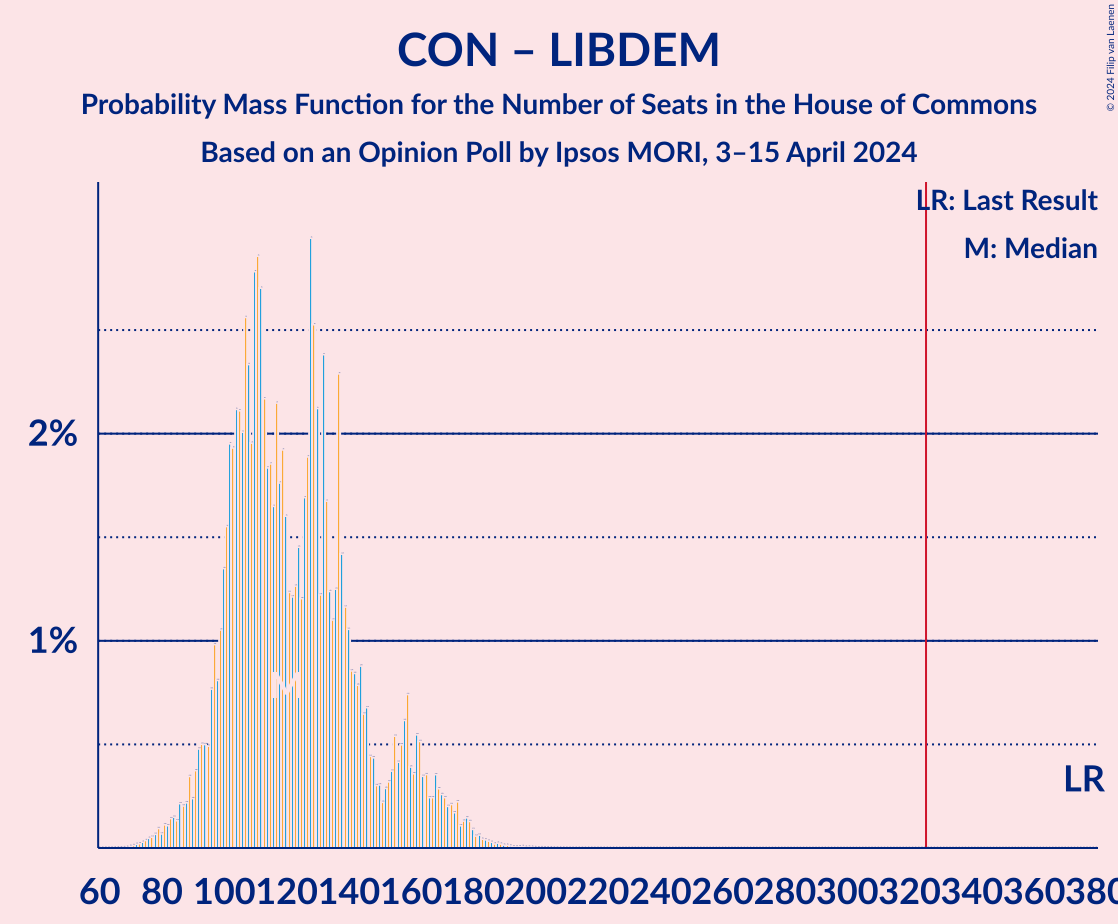 CON – LIBDEM
Probability Mass Function for the Number of Seats in the House of Commons
Based on an Opinion Poll by Ipsos MORI, 3–15 April 2024
© 2024 Filip van Laenen
LR: Last Result
M: Median
2%
1%
M
LR
60 80 100 120 140 160 180 200 220 240 260 280 300 320 340 360 380